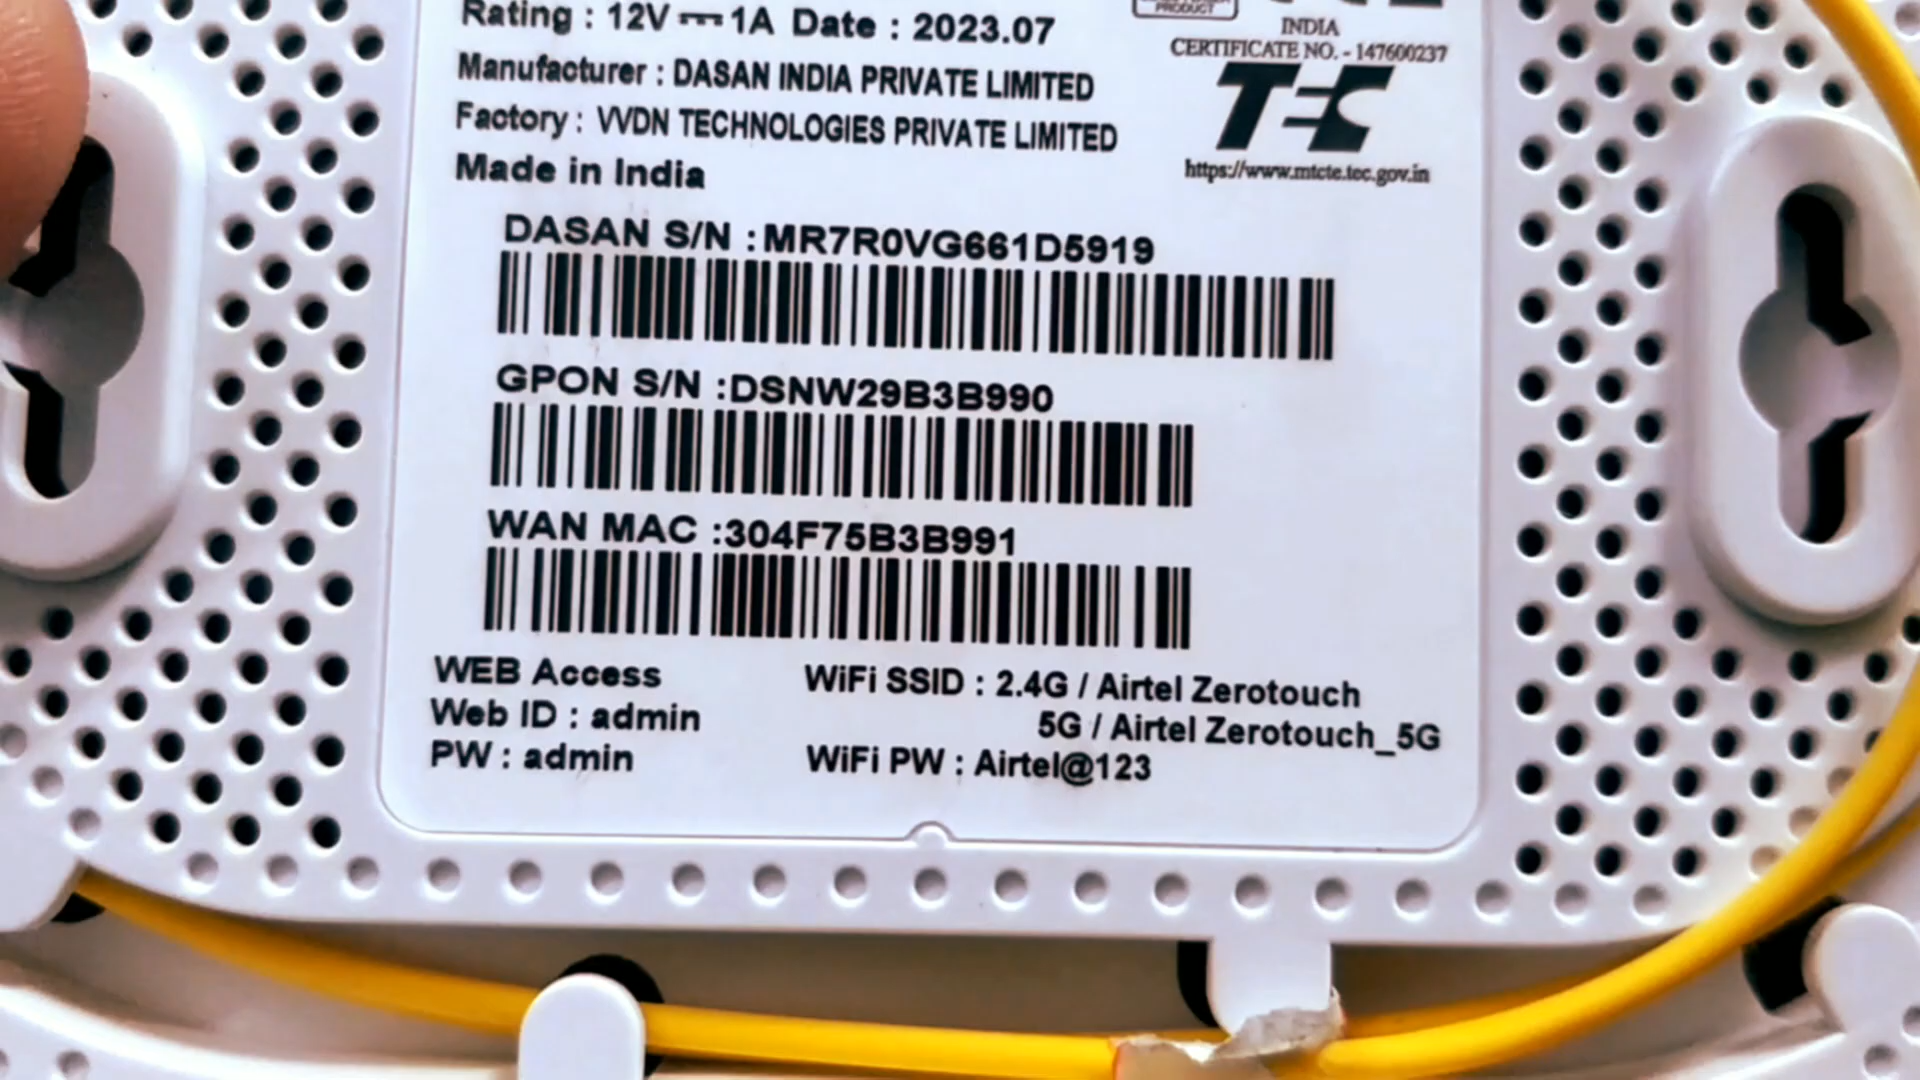 Rating : 12V ⎓ 1A Date : 2023.07
Manufacturer : DASAN INDIA PRIVATE LIMITED
Factory : VVDN TECHNOLOGIES PRIVATE LIMITED
Made in India
PRODUCT
INDIA
CERTIFICATE NO. - 147600237
TEC
https://www.mtcte.tec.gov.in
DASAN S/N :MR7R0VG661D5919
GPON S/N :DSNW29B3B990
WAN MAC :304F75B3B991
WEB Access
Web ID : admin
PW : admin
WiFi SSID : 2.4G / Airtel Zerotouch
5G / Airtel Zerotouch_5G
WiFi PW : Airtel@123